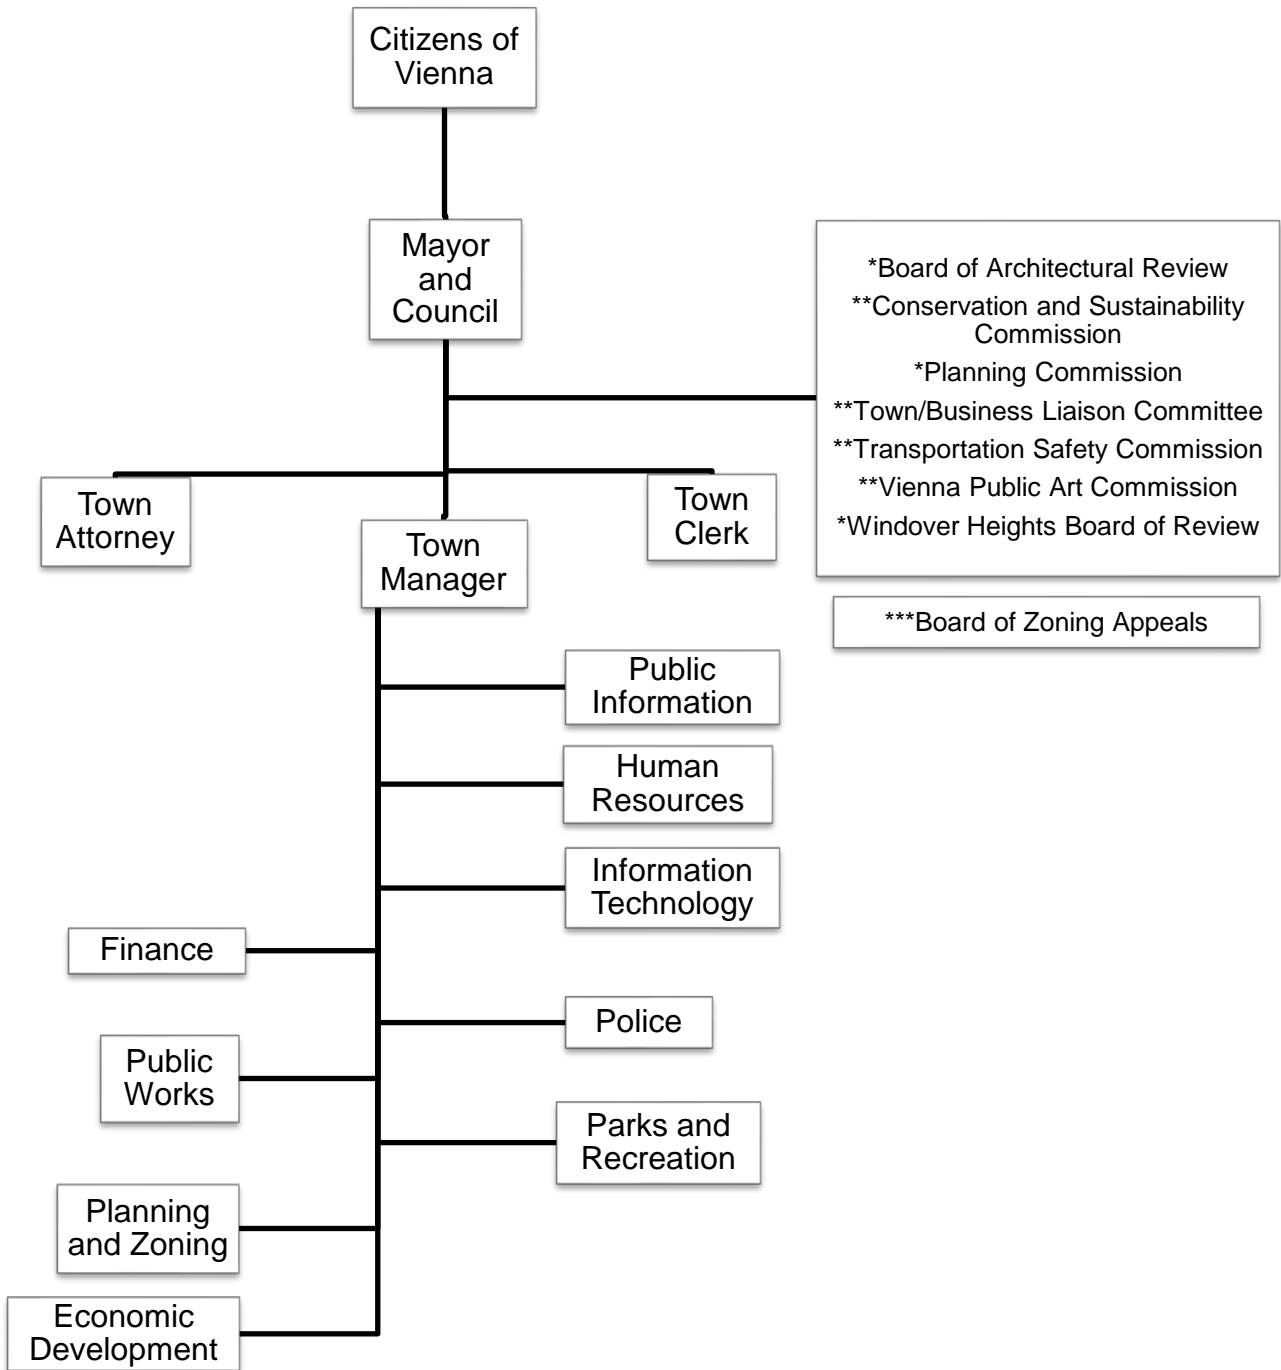 Citizens of
Vienna
Mayor
and
Council
*Board of Architectural Review
**Conservation and Sustainability
Commission
*Planning Commission
**Town/Business Liaison Committee
**Transportation Safety Commission
**Vienna Public Art Commission
*Windover Heights Board of Review
***Board of Zoning Appeals
Town
Attorney
Town
Manager
Town
Clerk
Public
Information
Human
Resources
Information
Technology
Finance
Police
Public
Works
Parks and
Recreation
Planning
and Zoning
Economic
Development